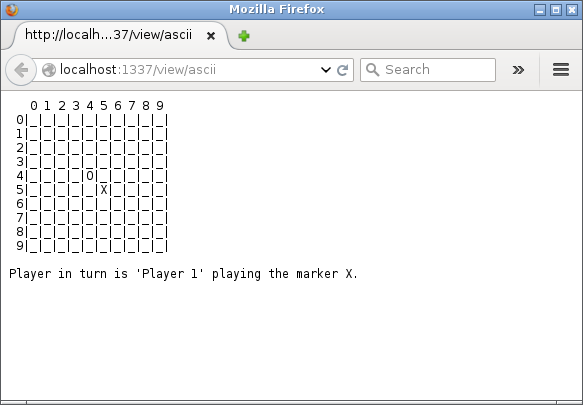 Mozilla Firefox
http://localh...37/view/ascii
localhost:1337/view/ascii
Search
   0 1 2 3 4 5 6 7 8 9
 0|_|_|_|_|_|_|_|_|_|_|
 1|_|_|_|_|_|_|_|_|_|_|
 2|_|_|_|_|_|_|_|_|_|_|
 3|_|_|_|_|_|_|_|_|_|_|
 4|_|_|_|_|O|_|_|_|_|_|
 5|_|_|_|_|_|X|_|_|_|_|
 6|_|_|_|_|_|_|_|_|_|_|
 7|_|_|_|_|_|_|_|_|_|_|
 8|_|_|_|_|_|_|_|_|_|_|
 9|_|_|_|_|_|_|_|_|_|_|
Player in turn is 'Player 1' playing the marker X.